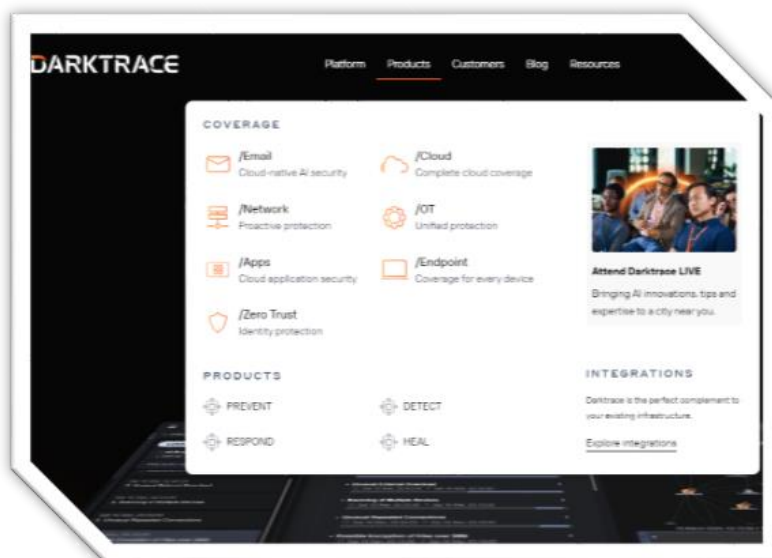 DARKTRACE
Platform Products Customers Blog Resources
COVERAGE
/Email
Cloud-native AI security
/Cloud
Complete cloud coverage
/Network
Proactive protection
/OT
Unified protection
/Apps
Cloud application security
/Endpoint
Coverage for every device
/Zero Trust
Identity protection
Attend Darktrace LIVE
Bringing AI innovations, tips and
expertise to a city near you.
PRODUCTS
PREVENT
DETECT
RESPOND
HEAL
INTEGRATIONS
Darktrace is the perfect complement to
your existing infrastructure.
Explore integrations